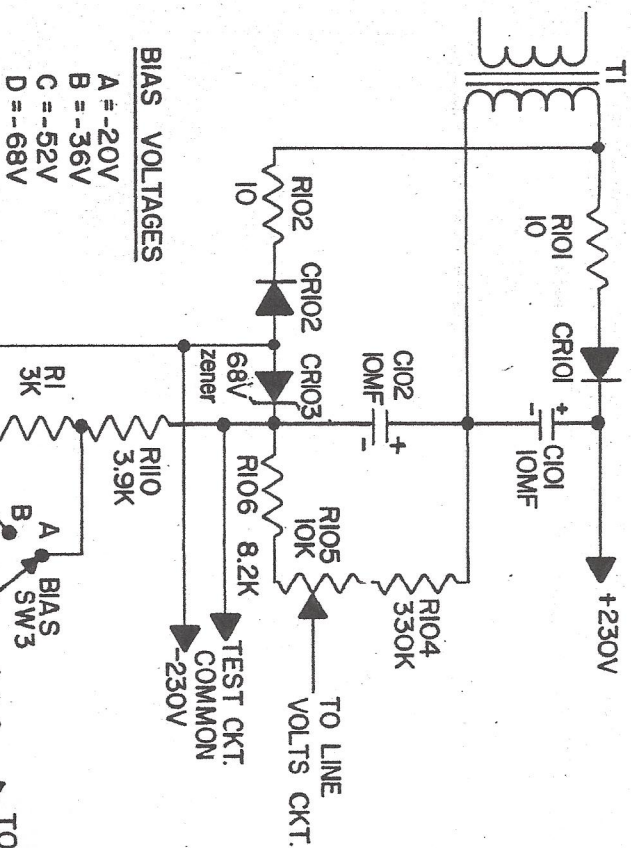 T1
R101
10
CR101
+
-
C101
10MF
+230V
R102
10
CR102
CR103
68V
zener
C102
10MF
+
-
R104
330K
R105
10K
R106 8.2K
TO LINE
VOLTS CKT.
TEST CKT.
COMMON
-230V
BIAS VOLTAGES
A =-20V
B =-36V
C =-52V
D =-68V
R1
3K
R110
3.9K
A
B
BIAS
SW3
TO